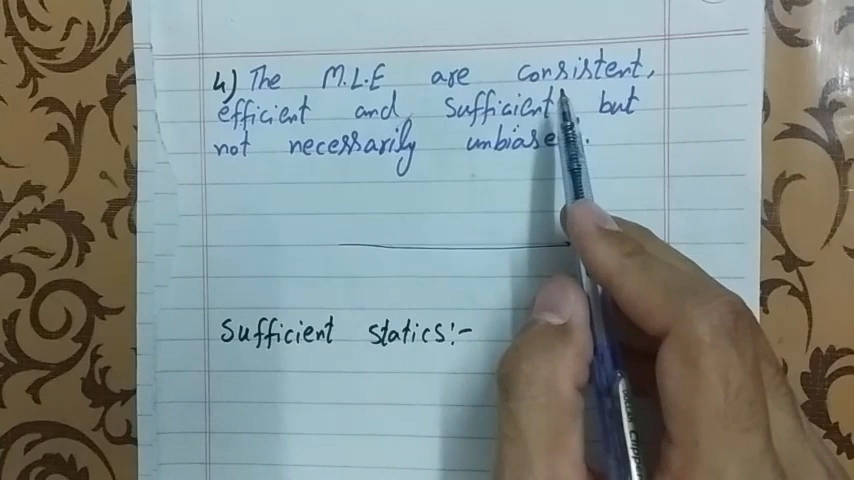 4) The M.L.E are consistent,
efficient and sufficient, but
not necessarily unbiased.
Sufficient statics:-